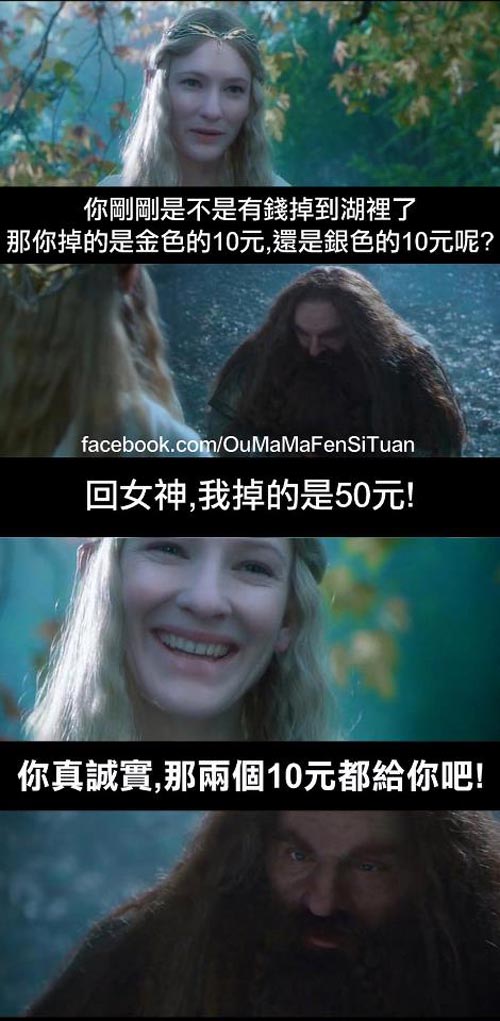 你剛剛是不是有錢掉到湖裡了
那你掉的是金色的10元,還是銀色的10元呢?
facebook.com/OuMaMaFenSiTuan
回女神,我掉的是50元!
你真誠實,那兩個10元都給你吧!